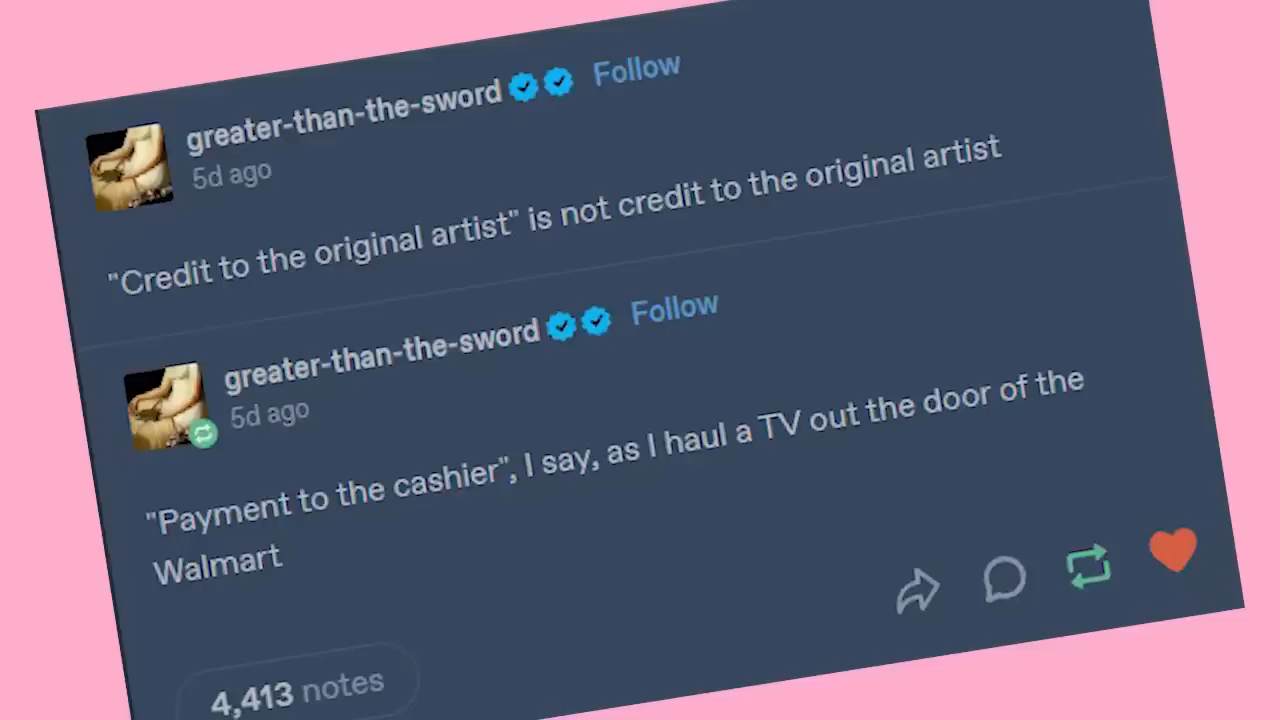 greater-than-the-sword Follow
5d ago
"Credit to the original artist" is not credit to the original artist
greater-than-the-sword Follow
5d ago
"Payment to the cashier", I say, as I haul a TV out the door of the
Walmart
4,413 notes